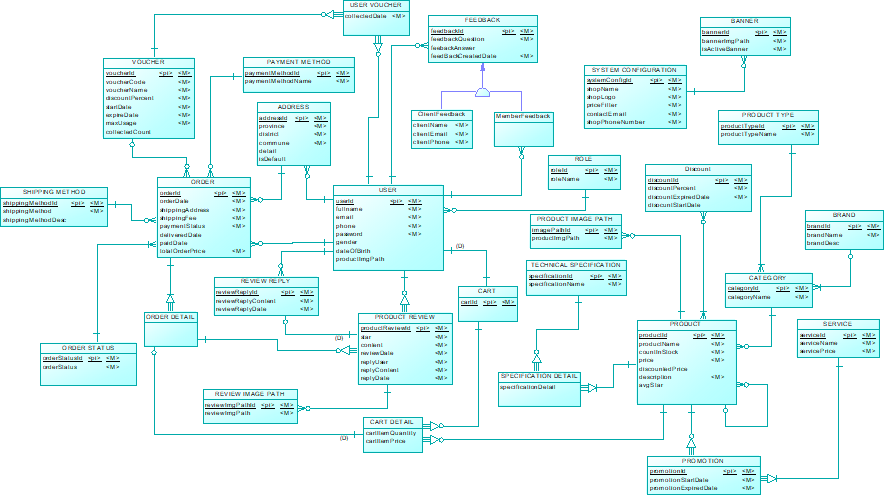 USER VOUCHER
collectedDate <M>
FEEDBACK
feedbackId <pi> <M>
feedbackQuestion <M>
feebackAnswer
feedBackCreatedDate <M>
BANNER
bannerId <pi> <M>
bannerImgPath <M>
isActiveBanner <M>
VOUCHER
voucherId <pi> <M>
voucherCode <M>
voucherName <M>
discountPercent <M>
startDate <M>
expireDate <M>
maxUsage <M>
collectedCount <M>
PAYMENT METHOD
paymentMethodId <pi> <M>
paymentMethodName <M>
SYSTEM CONFIGURATION
systemConfigId <pi> <M>
shopName <M>
shopLogo <M>
priceFilter <M>
contactEmail <M>
shopPhoneNumber <M>
ADDRESS
addressId <pi> <M>
province <M>
district <M>
commune <M>
detail
isDefault <M>
ClientFeedback
clientName <M>
clientEmail <M>
clientPhone <M>
MemberFeedback
PRODUCT TYPE
productTypeId <pi> <M>
productTypeName <M>
ROLE
roleId <pi> <M>
roleName <M>
Discount
discountId <pi> <M>
discountPercent <M>
discountExpiredDate <M>
discountStartDate <M>
SHIPPING METHOD
shippingMethodId <pi> <M>
shippingMethod <M>
shippingMethodDesc
ORDER
orderId <pi> <M>
orderDate <M>
shippingAddress <M>
shippingFee <M>
paymentStatus <M>
deliveredDate
paidDate <M>
totalOrderPrice <M>
USER
userId <pi> <M>
fullname <M>
email <M>
phone <M>
password <M>
gender <M>
dateOfBirth <M>
productImgPath <M>
PRODUCT IMAGE PATH
imagePathId <pi> <M>
productImgPath <M>
BRAND
brandId <pi> <M>
brandName <M>
brandDesc
(D)
TECHNICAL SPECIFICATION
specificationId <pi> <M>
specificationName <M>
CATEGORY
categoryId <pi> <M>
categoryName <M>
REVIEW REPLY
reviewReplyId <pi> <M>
reviewReplyContent <M>
reviewReplyDate <M>
CART
cartId <pi> <M>
ORDER DETAIL
PRODUCT REVIEW
productReviewId <pi> <M>
star <M>
content <M>
reviewDate <M>
replyUser <M>
replyContent <M>
replyDate <M>
(D)
PRODUCT
productId <pi> <M>
productName <M>
countInStock <M>
price <M>
discountedPrice
description <M>
avgStar
SERVICE
serviceId <pi> <M>
serviceName <M>
servicePrice <M>
ORDER STATUS
orderStatusId <pi> <M>
orderStatus <M>
SPECIFICATION DETAIL
specificationDetail <M>
REVIEW IMAGE PATH
reviewImgPathId <pi> <M>
reviewImgPath <M>
CART DETAIL
cartItemQuantity <M>
cartItemPrice <M>
(D)
PROMOTION
promotionId <pi> <M>
promotionStartDate <M>
promotionExpiredDate <M>